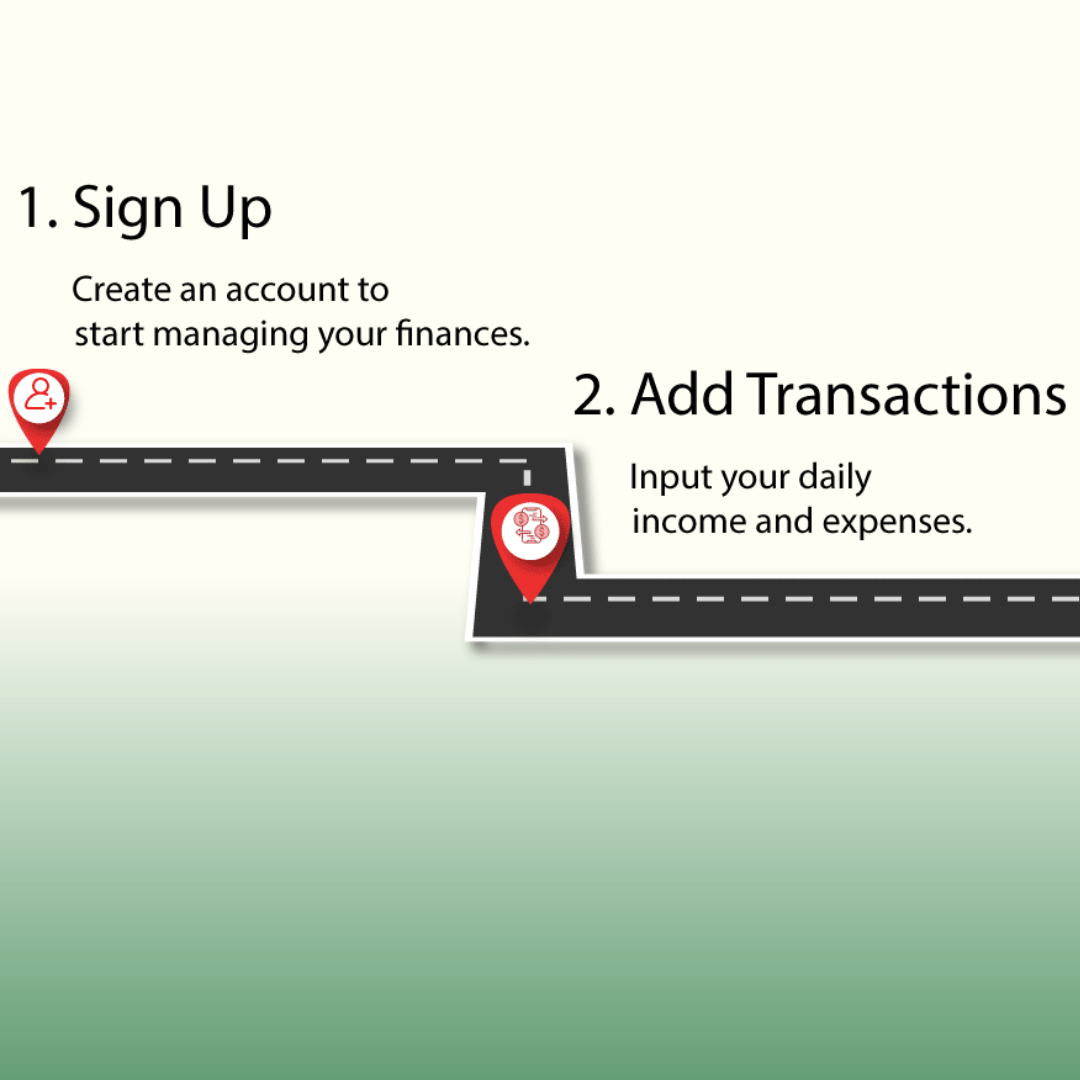 1. Sign Up
Create an account to
start managing your finances.
2. Add Transactions
Input your daily
income and expenses.